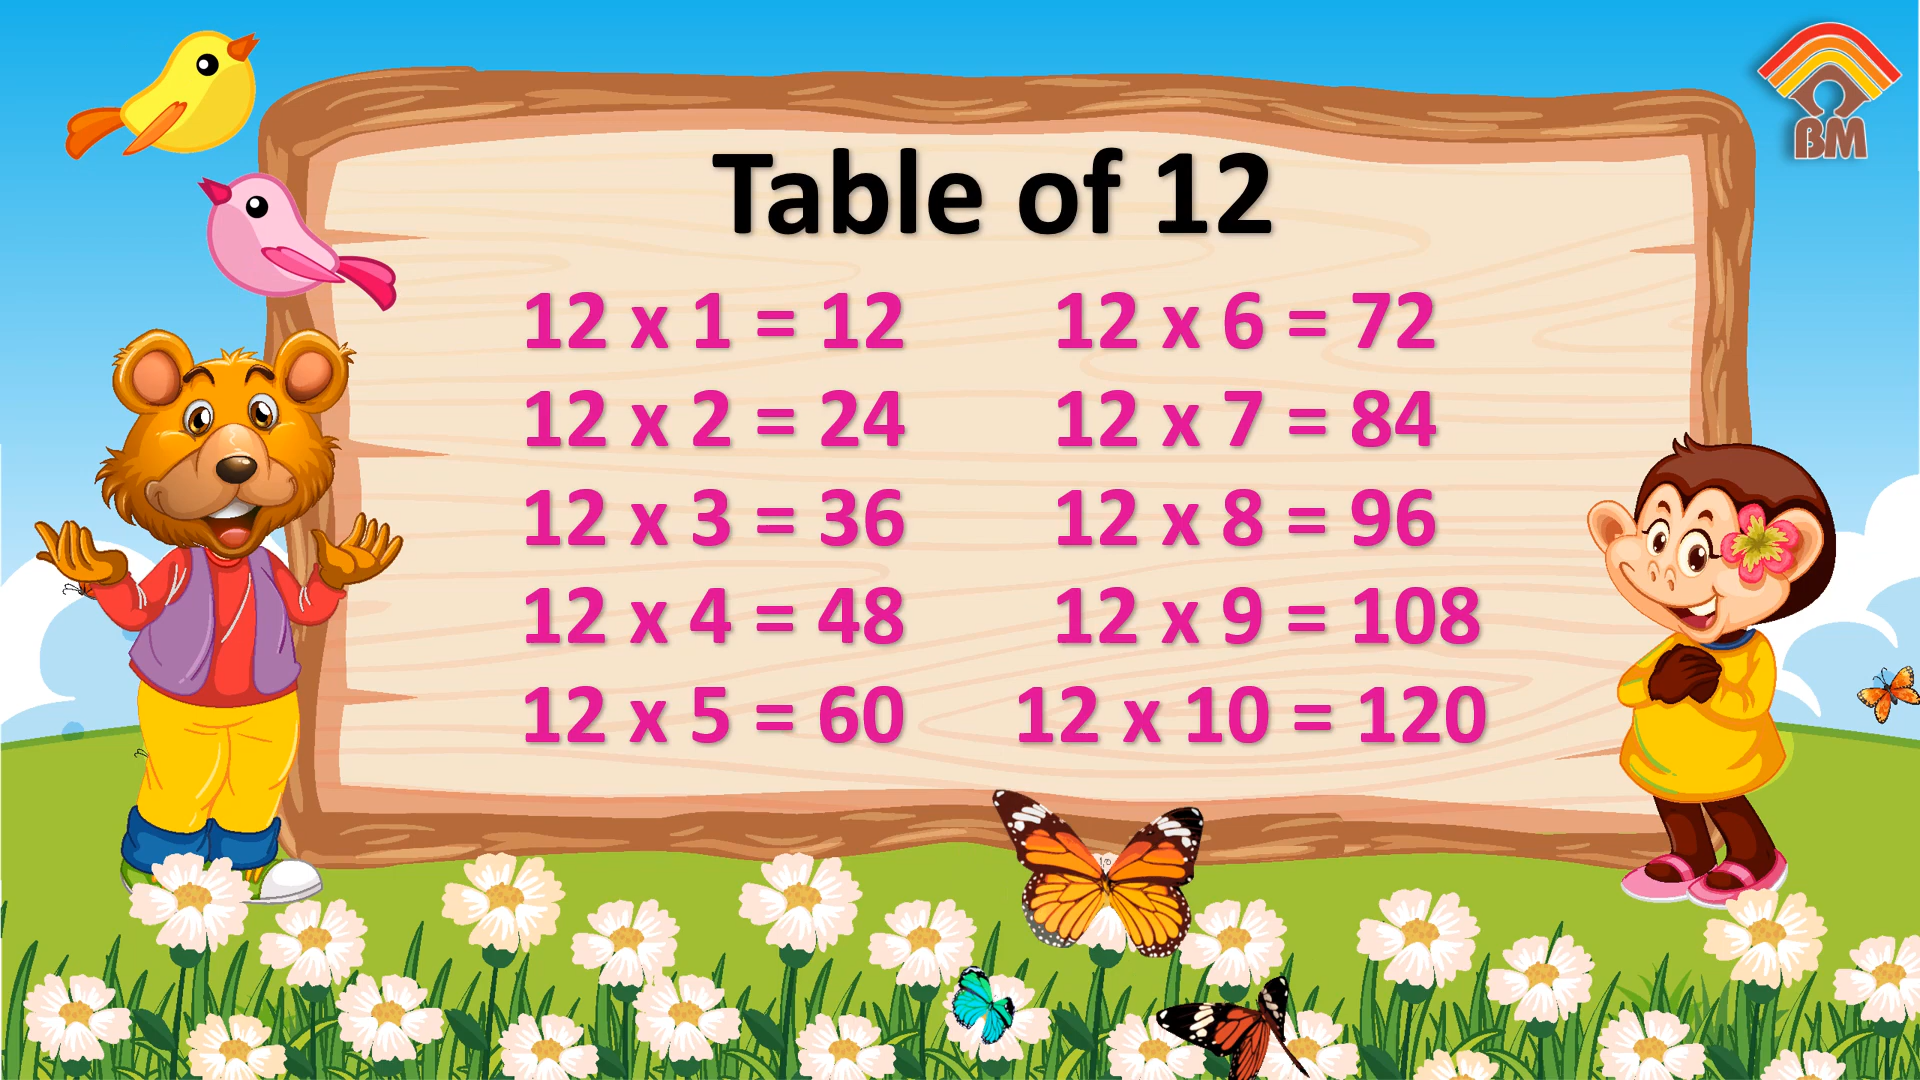 BM
Table of 12
12 x 1 = 12
12 x 2 = 24
12 x 3 = 36
12 x 4 = 48
12 x 5 = 60
12 x 6 = 72
12 x 7 = 84
12 x 8 = 96
12 x 9 = 108
12 x 10 = 120